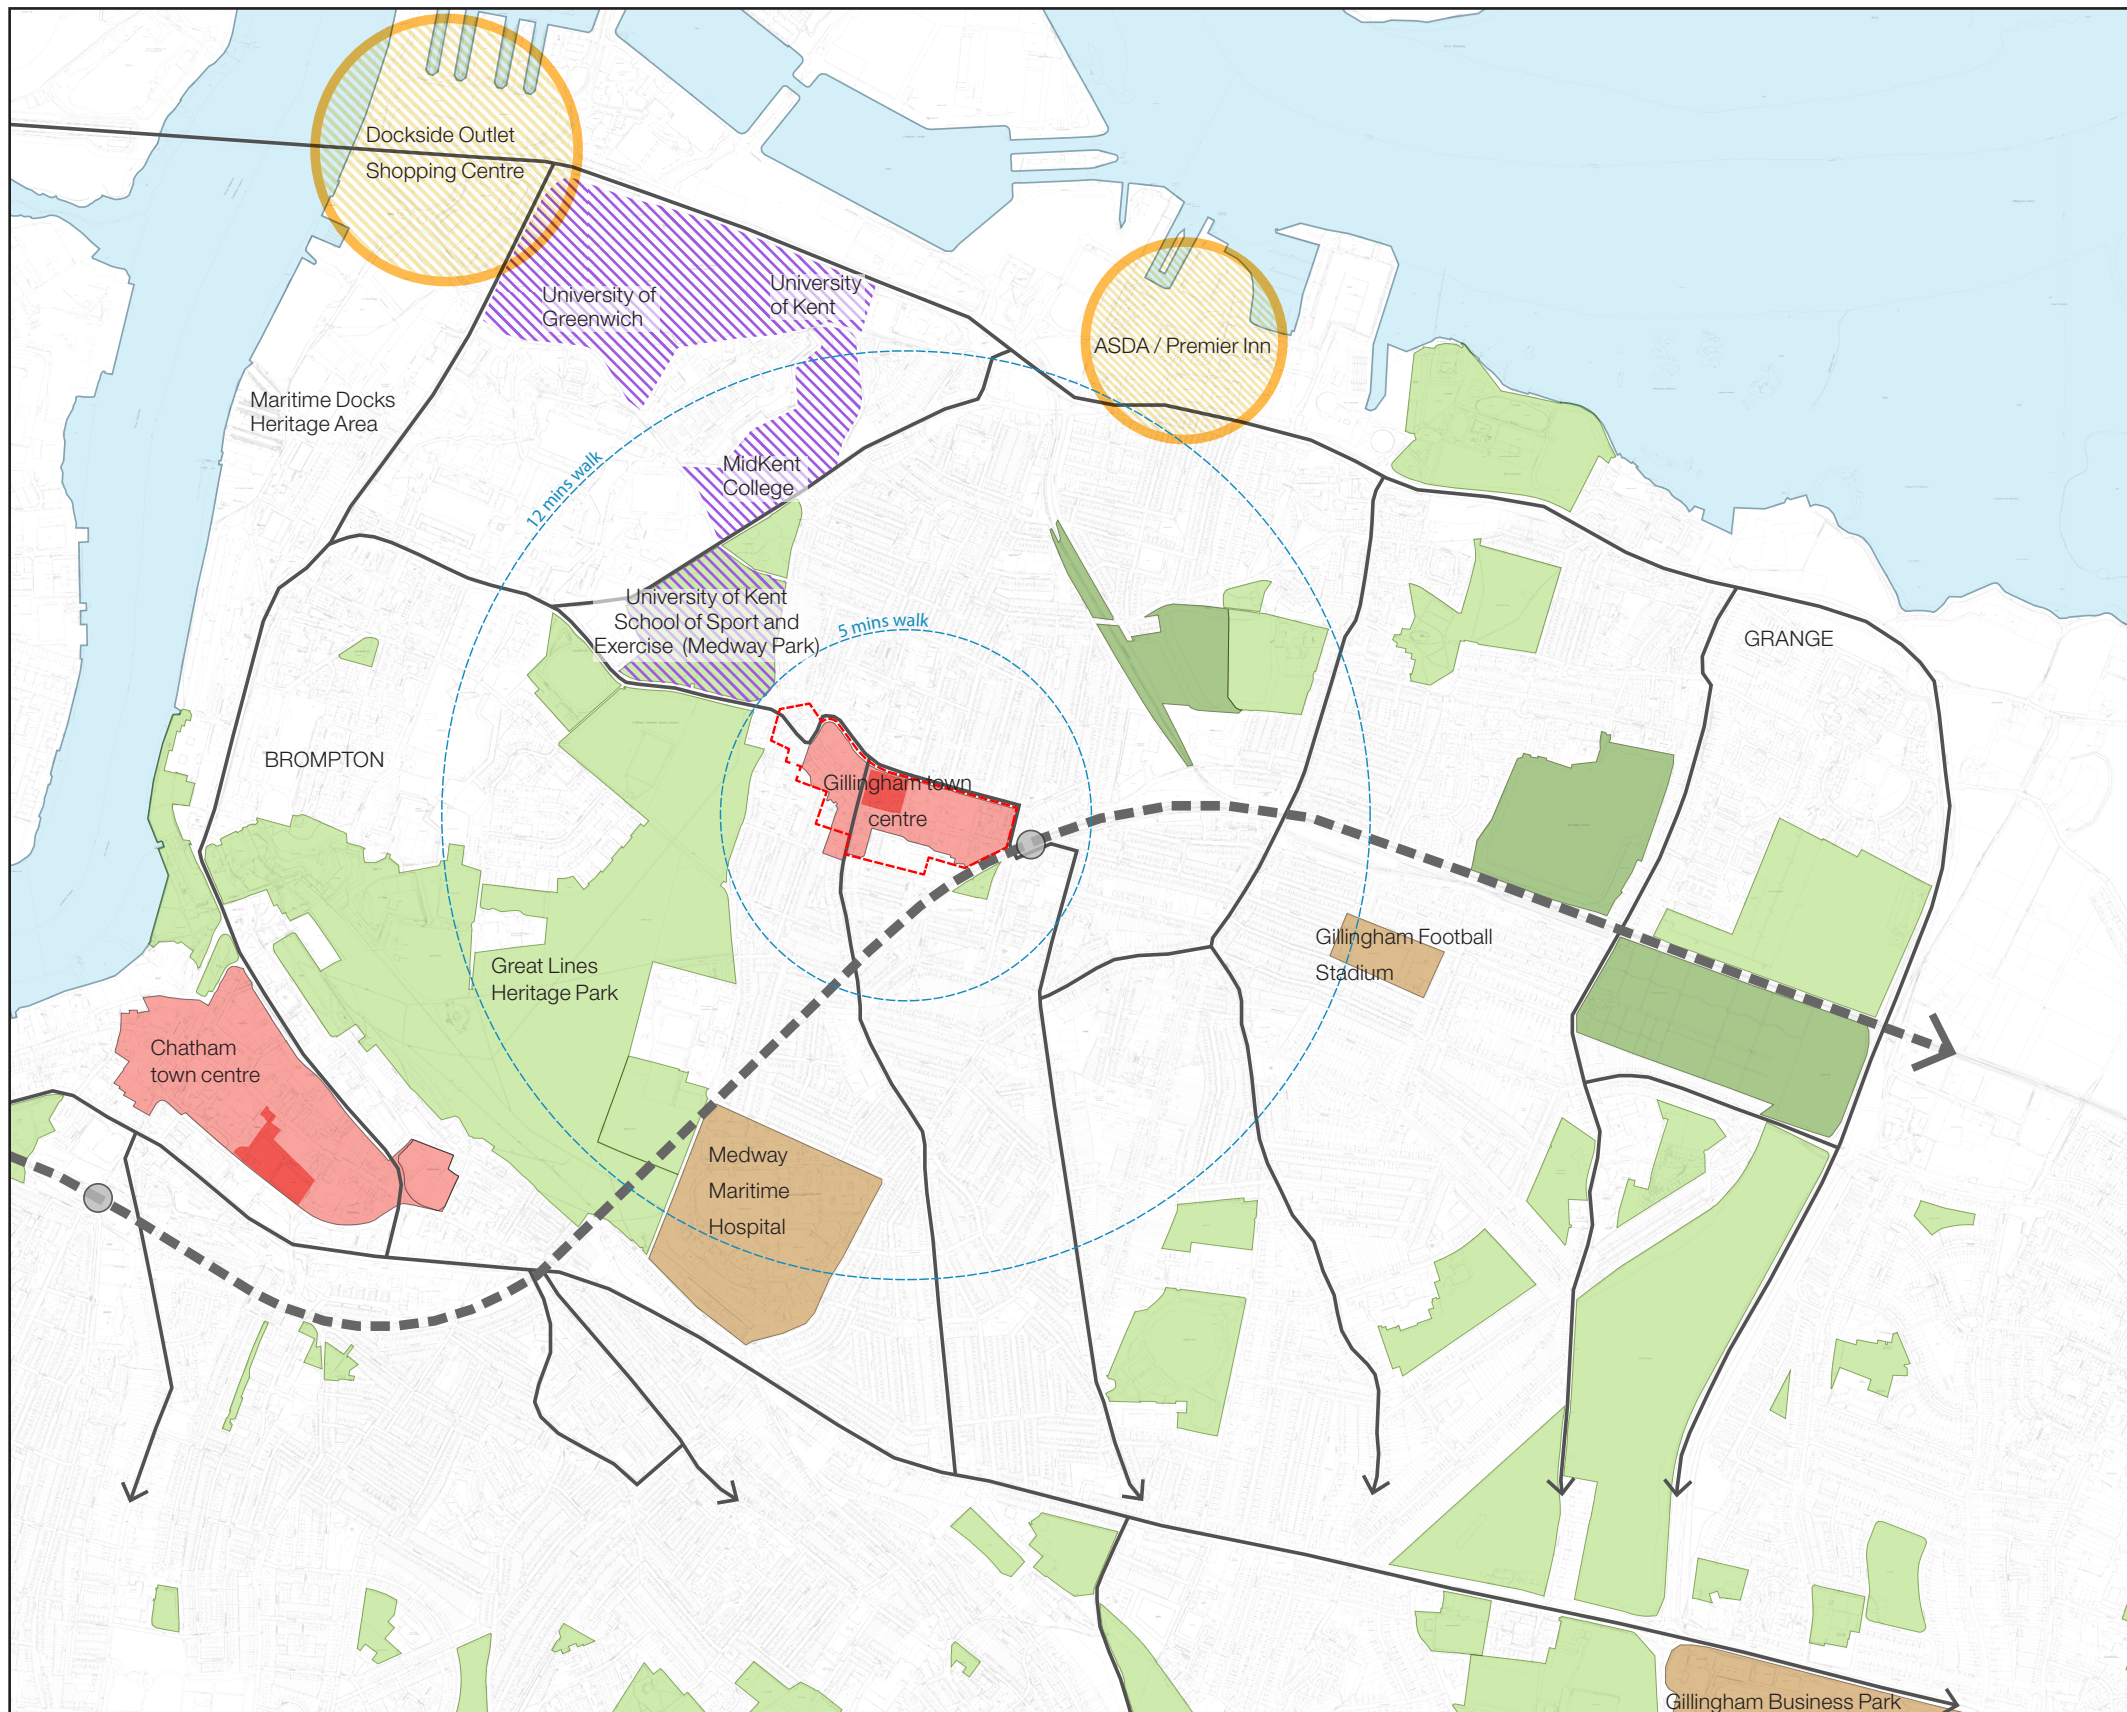 Dockside Outlet
Shopping Centre
University of
Greenwich
University
of Kent
ASDA / Premier Inn
Maritime Docks
Heritage Area
12 mins walk
MidKent
College
University of Kent
School of Sport and
Exercise (Medway Park)
5 mins walk
GRANGE
BROMPTON
Gillingham town
centre
Gillingham Football
Stadium
Great Lines
Heritage Park
Chatham
town centre
Medway
Maritime
Hospital
Gillingham Business Park